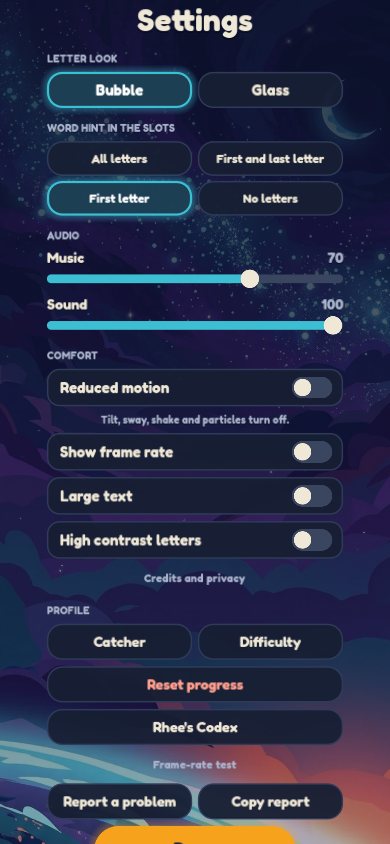 Settings
LETTER LOOK
Bubble Glass
WORD HINT IN THE SLOTS
All letters First and last letter
First letter No letters
AUDIO
Music 70
Sound 100
COMFORT
Reduced motion
Tilt, sway, shake and particles turn off.
Show frame rate
Large text
High contrast letters
Credits and privacy
PROFILE
Catcher Difficulty
Reset progress
Rhee's Codex
Frame-rate test
Report a problem Copy report